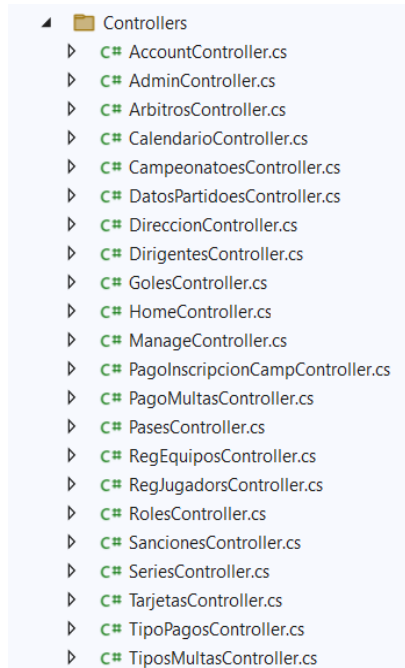 Controllers
C# AccountController.cs
C# AdminController.cs
C# ArbitrosController.cs
C# CalendarioController.cs
C# CampeonatoesController.cs
C# DatosPartidoesController.cs
C# DireccionController.cs
C# DirigentesController.cs
C# GolesController.cs
C# HomeController.cs
C# ManageController.cs
C# PagoInscripcionCampController.cs
C# PagoMultasController.cs
C# PasesController.cs
C# RegEquiposController.cs
C# RegJugadorsController.cs
C# RolesController.cs
C# SancionesController.cs
C# SeriesController.cs
C# TarjetasController.cs
C# TipoPagosController.cs
C# TiposMultasController.cs